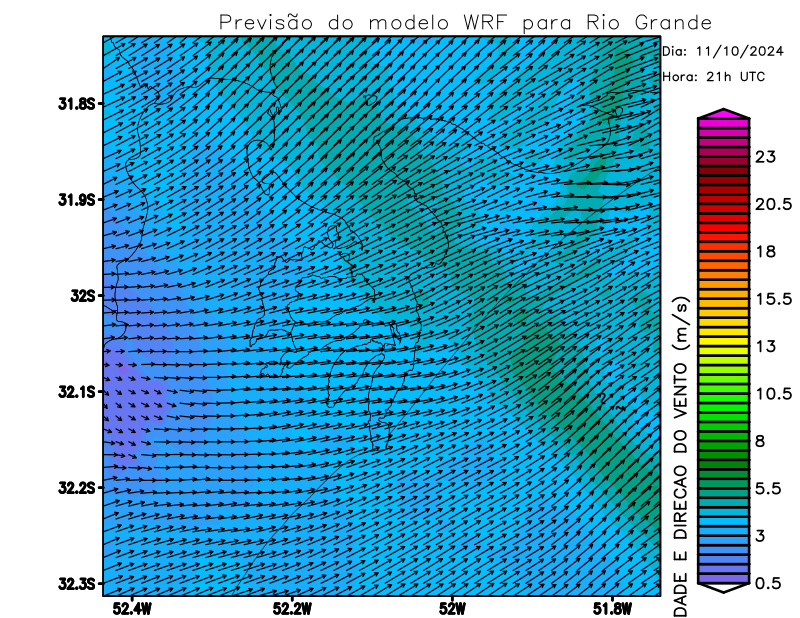 Previsão do modelo WRF para Rio Grande
Dia: 11/10/2024
Hora: 21h UTC
31.8S
31.9S
32S
32.1S
32.2S
32.3S
52.4W
52.2W
52W
51.8W
23
20.5
18
15.5
13
10.5
8
5.5
3
0.5
DADE E DIRECAO DO VENTO (m/s)